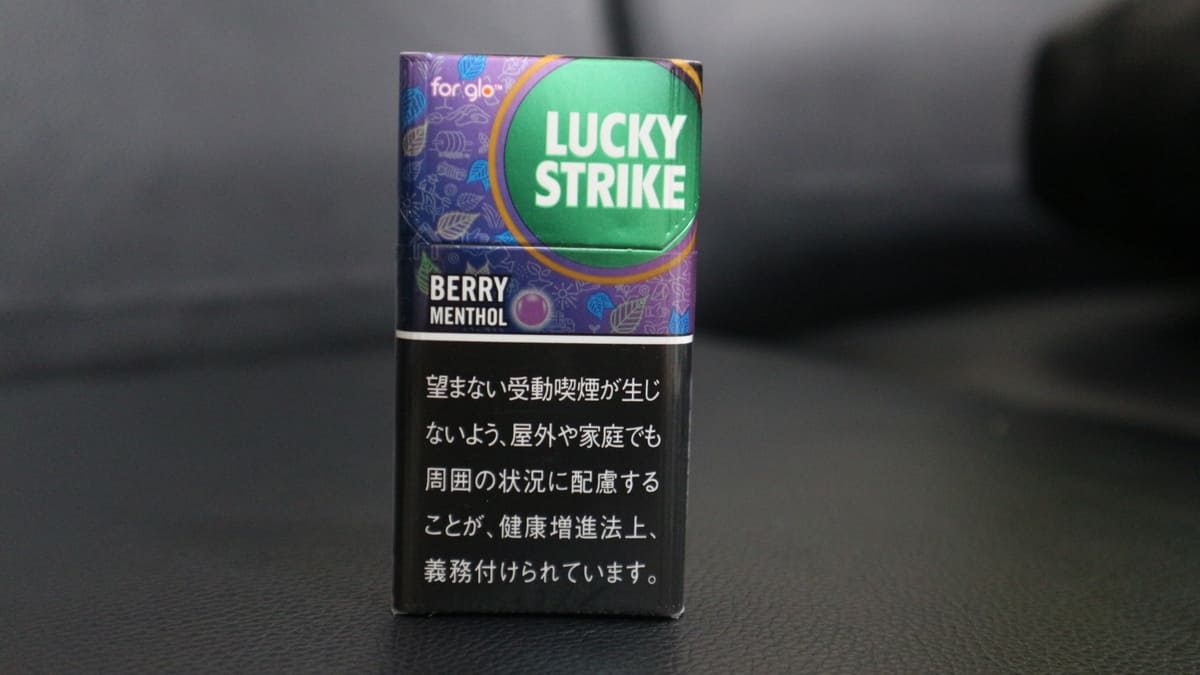 for glo™
LUCKY
STRIKE
BERRY
MENTHOL
望まない受動喫煙が生じ
ないよう、屋外や家庭でも
周囲の状況に配慮する
ことが、健康増進法上、
義務付けられています。